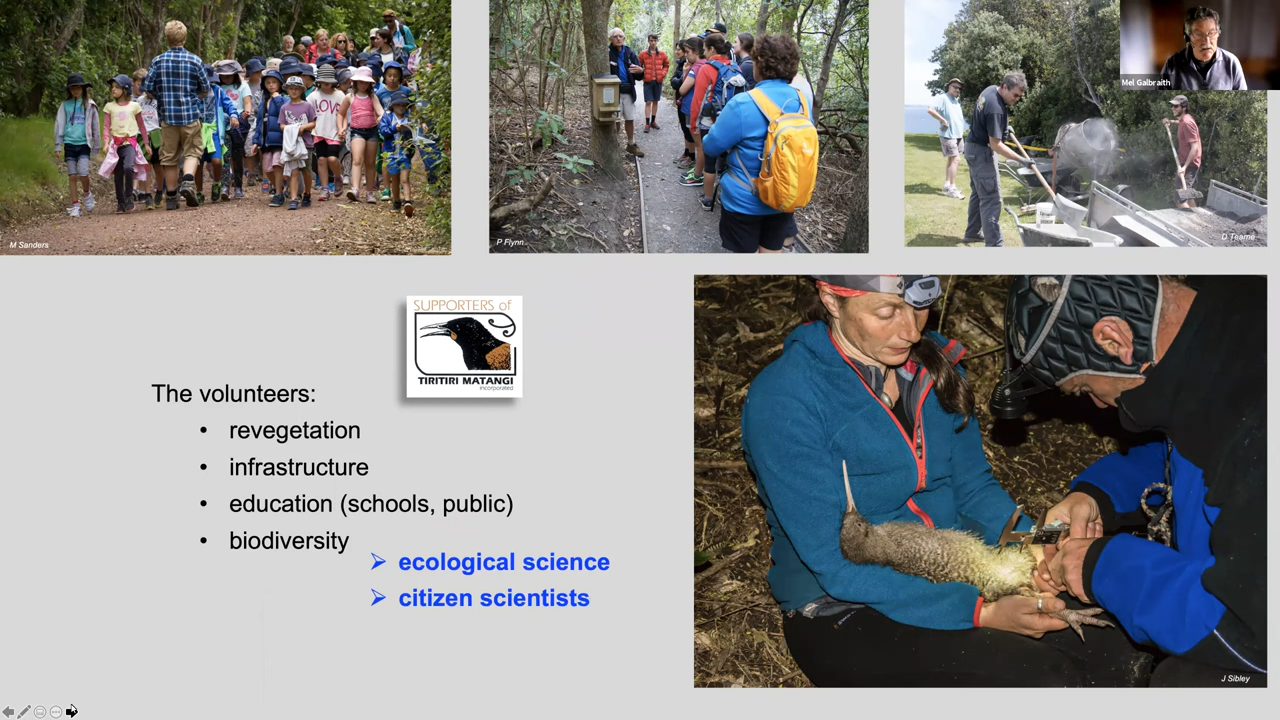 M Sanders
P Flynn
D Tearne
Mel Galbraith
SUPPORTERS of
TIRITIRI MATANGI
incorporated
The volunteers:
• revegetation
• infrastructure
• education (schools, public)
• biodiversity
➢ ecological science
➢ citizen scientists
J Sibley